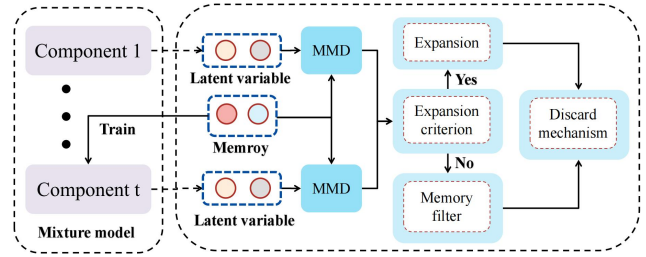 Component 1
Train
Component t
Mixture model
Latent variable
MMD
Memroy
MMD
Latent variable
Expansion
Yes
Expansion
criterion
No
Memory
filter
Discard
mechanism